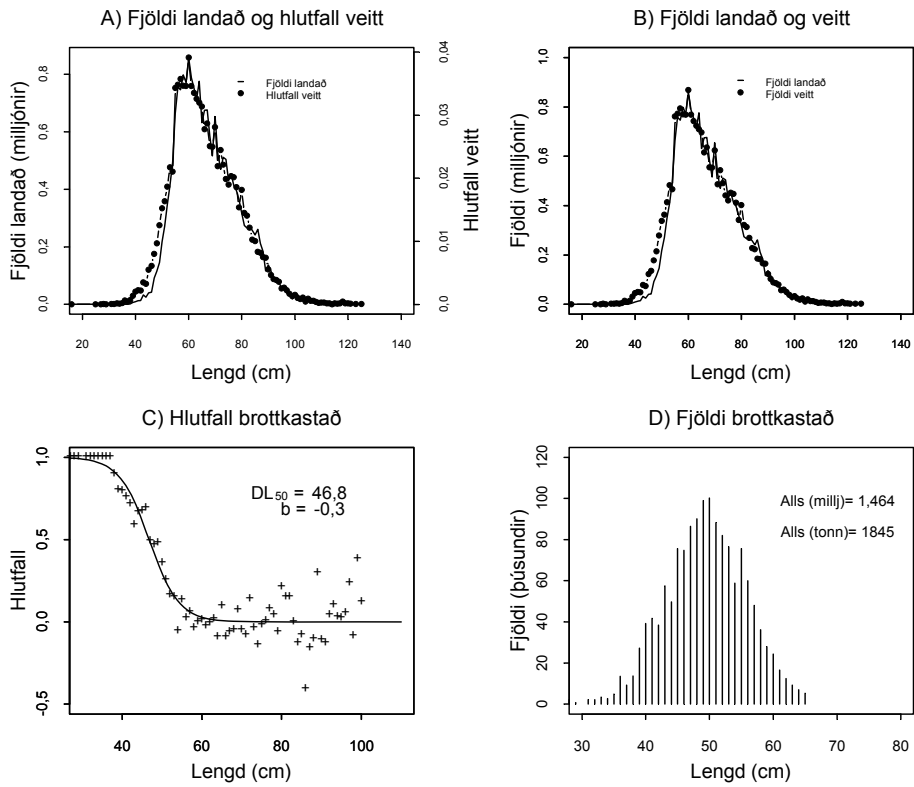 A) Fjöldi landað og hlutfall veitt
Fjöldi landað (milljónir)
0,0 0,2 0,4 0,6 0,8
Fjöldi landað
Hlutfall veitt
0,0 0,01 0,02 0,03 0,04
Hlutfall veitt
20 40 60 80 100 120 140
Lengd (cm)
B) Fjöldi landað og veitt
Fjöldi (milljónir)
0,0 0,2 0,4 0,6 0,8 1,0
Fjöldi landað
Fjöldi veitt
20 40 60 80 100 120 140
Lengd (cm)
C) Hlutfall brottkastað
Hlutfall
-0,5 0,0 0,5 1,0
DL50 = 46,8
b = -0,3
40 60 80 100
Lengd (cm)
D) Fjöldi brottkastað
Fjöldi (þúsundir)
0 20 40 60 80 100 120
Alls (millj)= 1,464
Alls (tonn)= 1845
30 40 50 60 70 80
Lengd (cm)